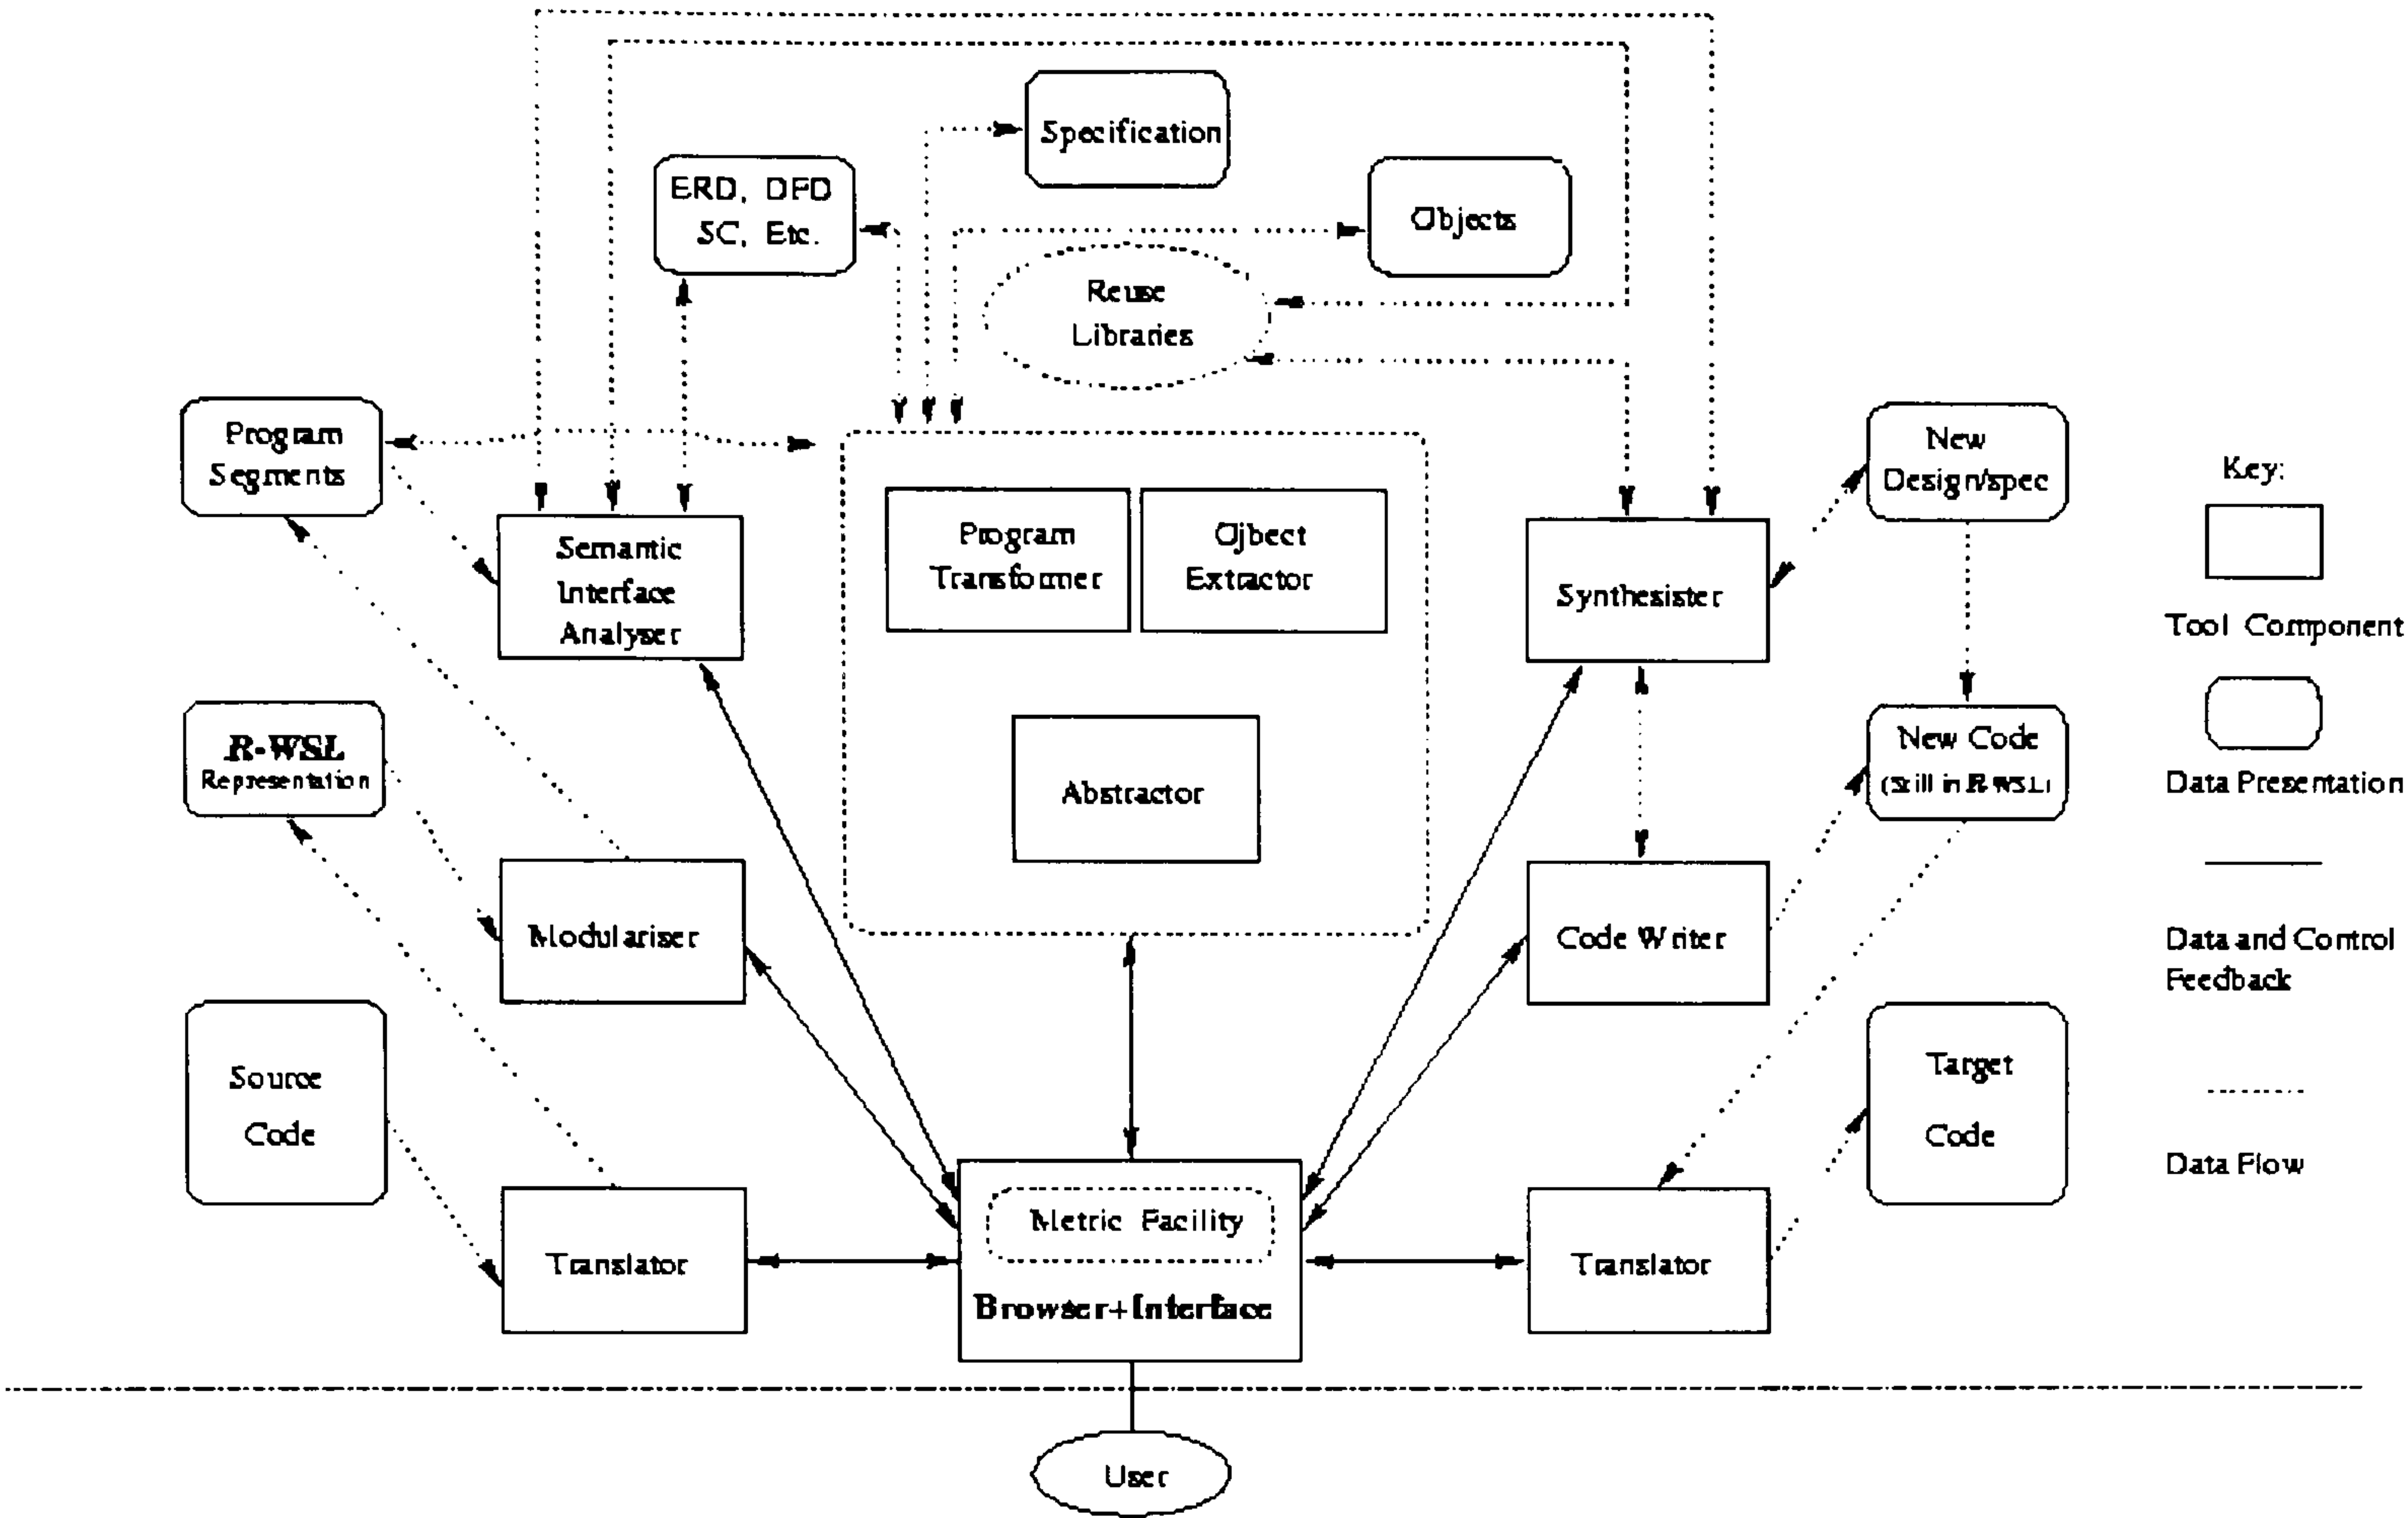 Specification
ERD, DFD
SC, Etc.
Objects
Reuse
Libraries
Program
Segments
Semantic
Interface
Analyser
Program
Transformer
Ojbect
Extractor
Synthesister
New
Design/spec
Key:
Tool Component
R-WSL
Representation
Abstractor
New Code
(Still in R-WSL)
Data Presentation
Modulariser
Code Writer
Data and Control
Feedback
Source
Code
Target
Code
Data Flow
Translator
Metric Facility
Browser+Interface
Translator
User